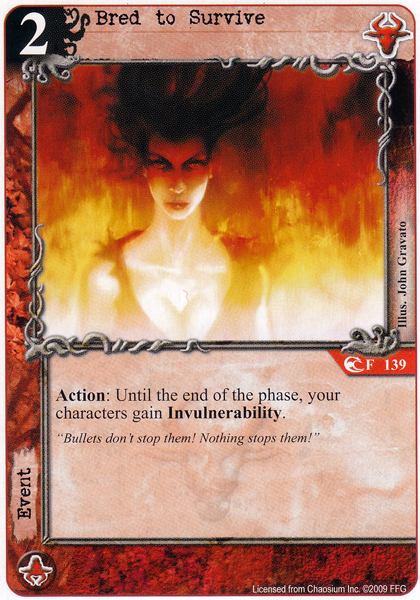 2
Bred to Survive
Illus. John Gravato
F 139
Action: Until the end of the phase, your
characters gain Invulnerability.
“Bullets don’t stop them! Nothing stops them!”
Event
Licensed from Chaosium Inc. ©2009 FFG